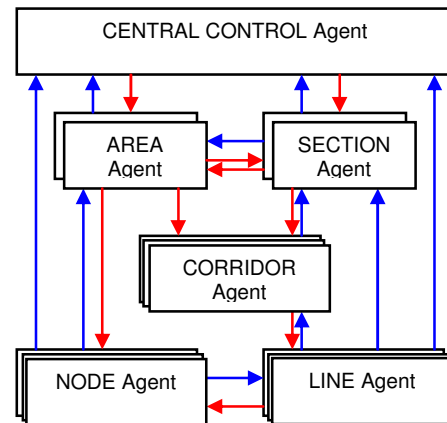 CENTRAL CONTROL Agent
AREA
Agent
SECTION
Agent
CORRIDOR
Agent
NODE Agent
LINE Agent